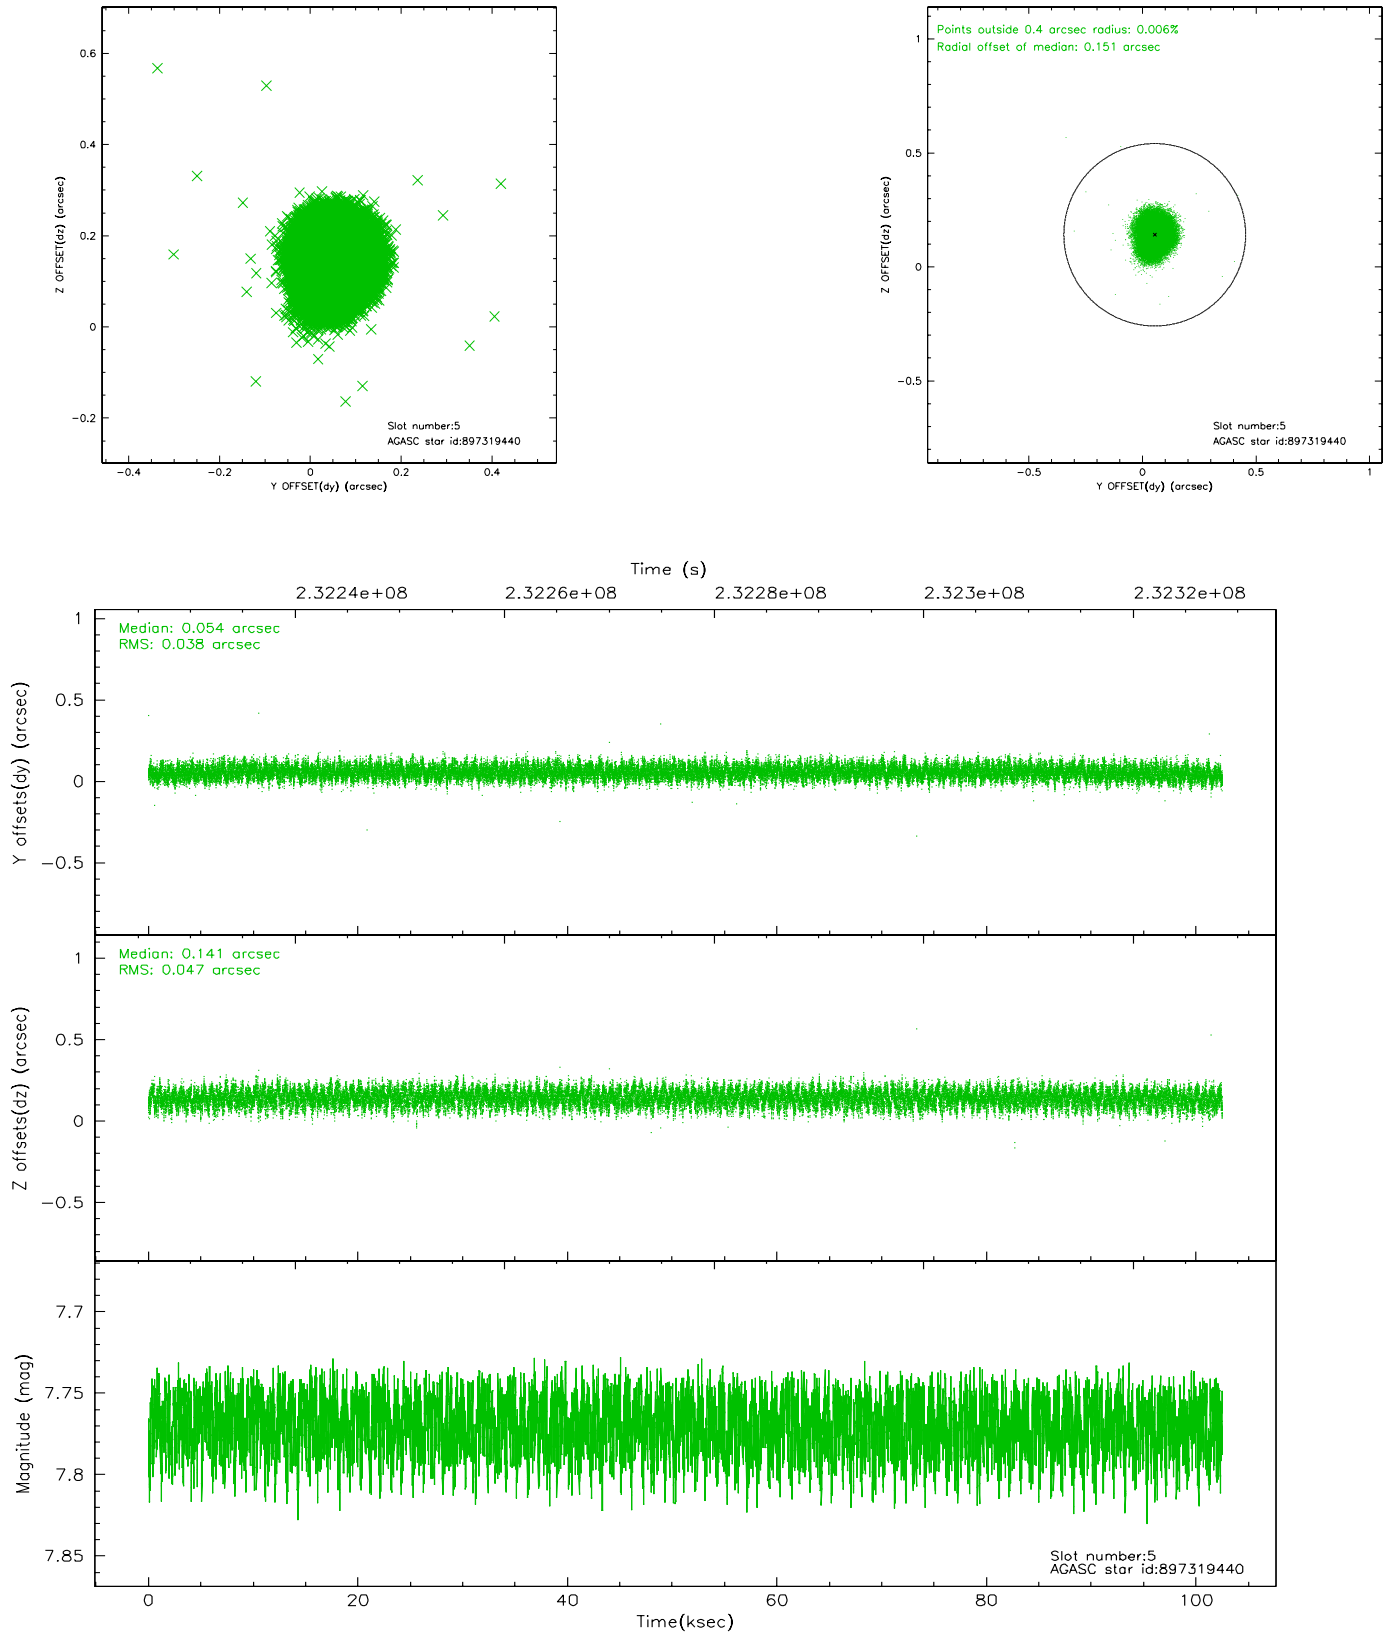 0.6
0.4
0.2
0
−0.2
Z OFFSET(dz) (arcsec)
Slot number:5
AGASC star id:897319440
−0.4
−0.2
0
0.2
0.4
Y OFFSET(dy) (arcsec)
Points outside 0.4 arcsec radius: 0.006%
Radial offset of median: 0.151 arcsec
1
0.5
0
−0.5
Z OFFSET(dz) (arcsec)
Slot number:5
AGASC star id:897319440
−0.5
0
0.5
1
Y OFFSET(dy) (arcsec)
Time (s)
2.3224e+08
2.3226e+08
2.3228e+08
2.323e+08
2.3232e+08
Median: 0.054 arcsec
RMS: 0.038 arcsec
1
0.5
0
−0.5
Y offsets(dy) (arcsec)
Median: 0.141 arcsec
RMS: 0.047 arcsec
1
0.5
0
−0.5
Z offsets(dz) (arcsec)
7.7
7.75
7.8
7.85
Magnitude (mag)
Slot number:5
AGASC star id:897319440
0
20
40
60
80
100
Time(ksec)